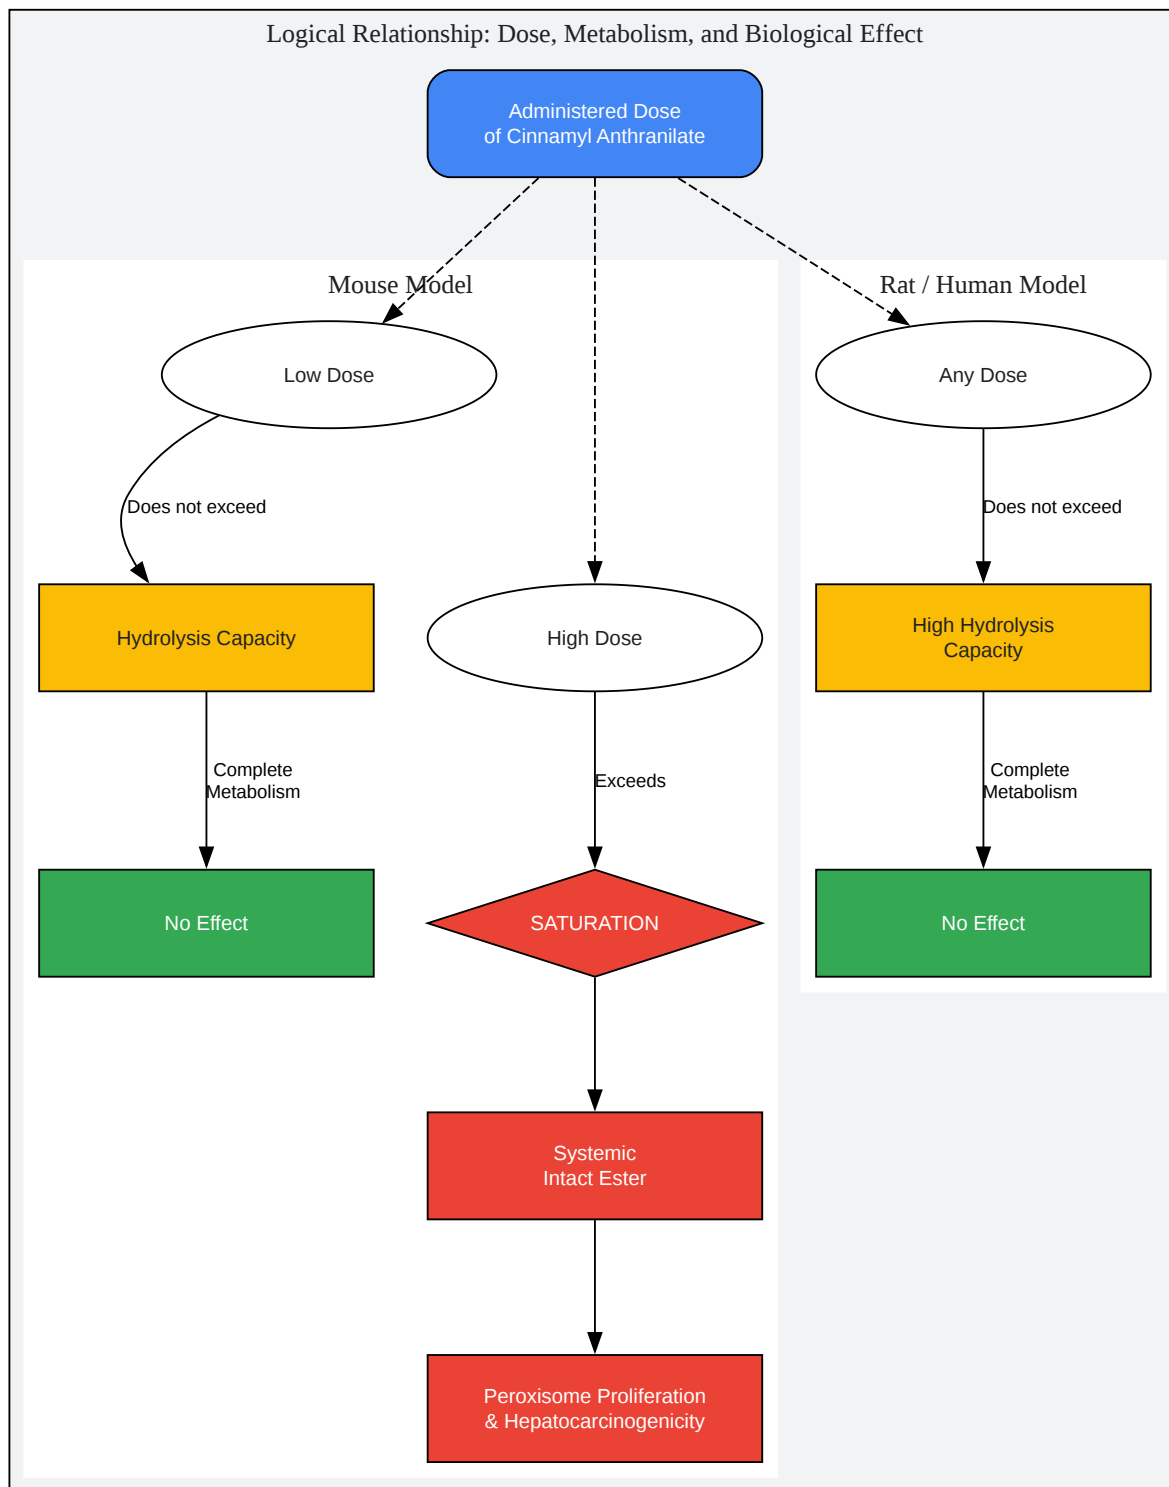 Logical Relationship: Dose, Metabolism, and Biological Effect
Administered Dose
of Cinnamyl Anthranilate
Mouse Model
Rat / Human Model
Low Dose
Any Dose
Does not exceed
Does not exceed
Hydrolysis Capacity
High Dose
High Hydrolysis
Capacity
Complete
Metabolism
Exceeds
Complete
Metabolism
No Effect
SATURATION
No Effect
Systemic
Intact Ester
Peroxisome Proliferation
& Hepatocarcinogenicity